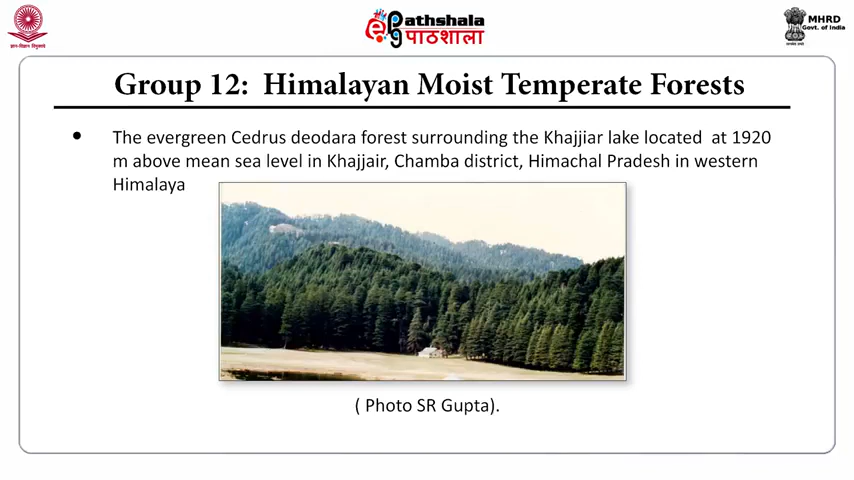 ज्ञान-विज्ञान विमुक्तये
epathshala
पाठशाला
MHRD
Govt. of India
Group 12: Himalayan Moist Temperate Forests
• The evergreen Cedrus deodara forest surrounding the Khajjiar lake located at 1920
m above mean sea level in Khajjair, Chamba district, Himachal Pradesh in western
Himalaya
( Photo SR Gupta).